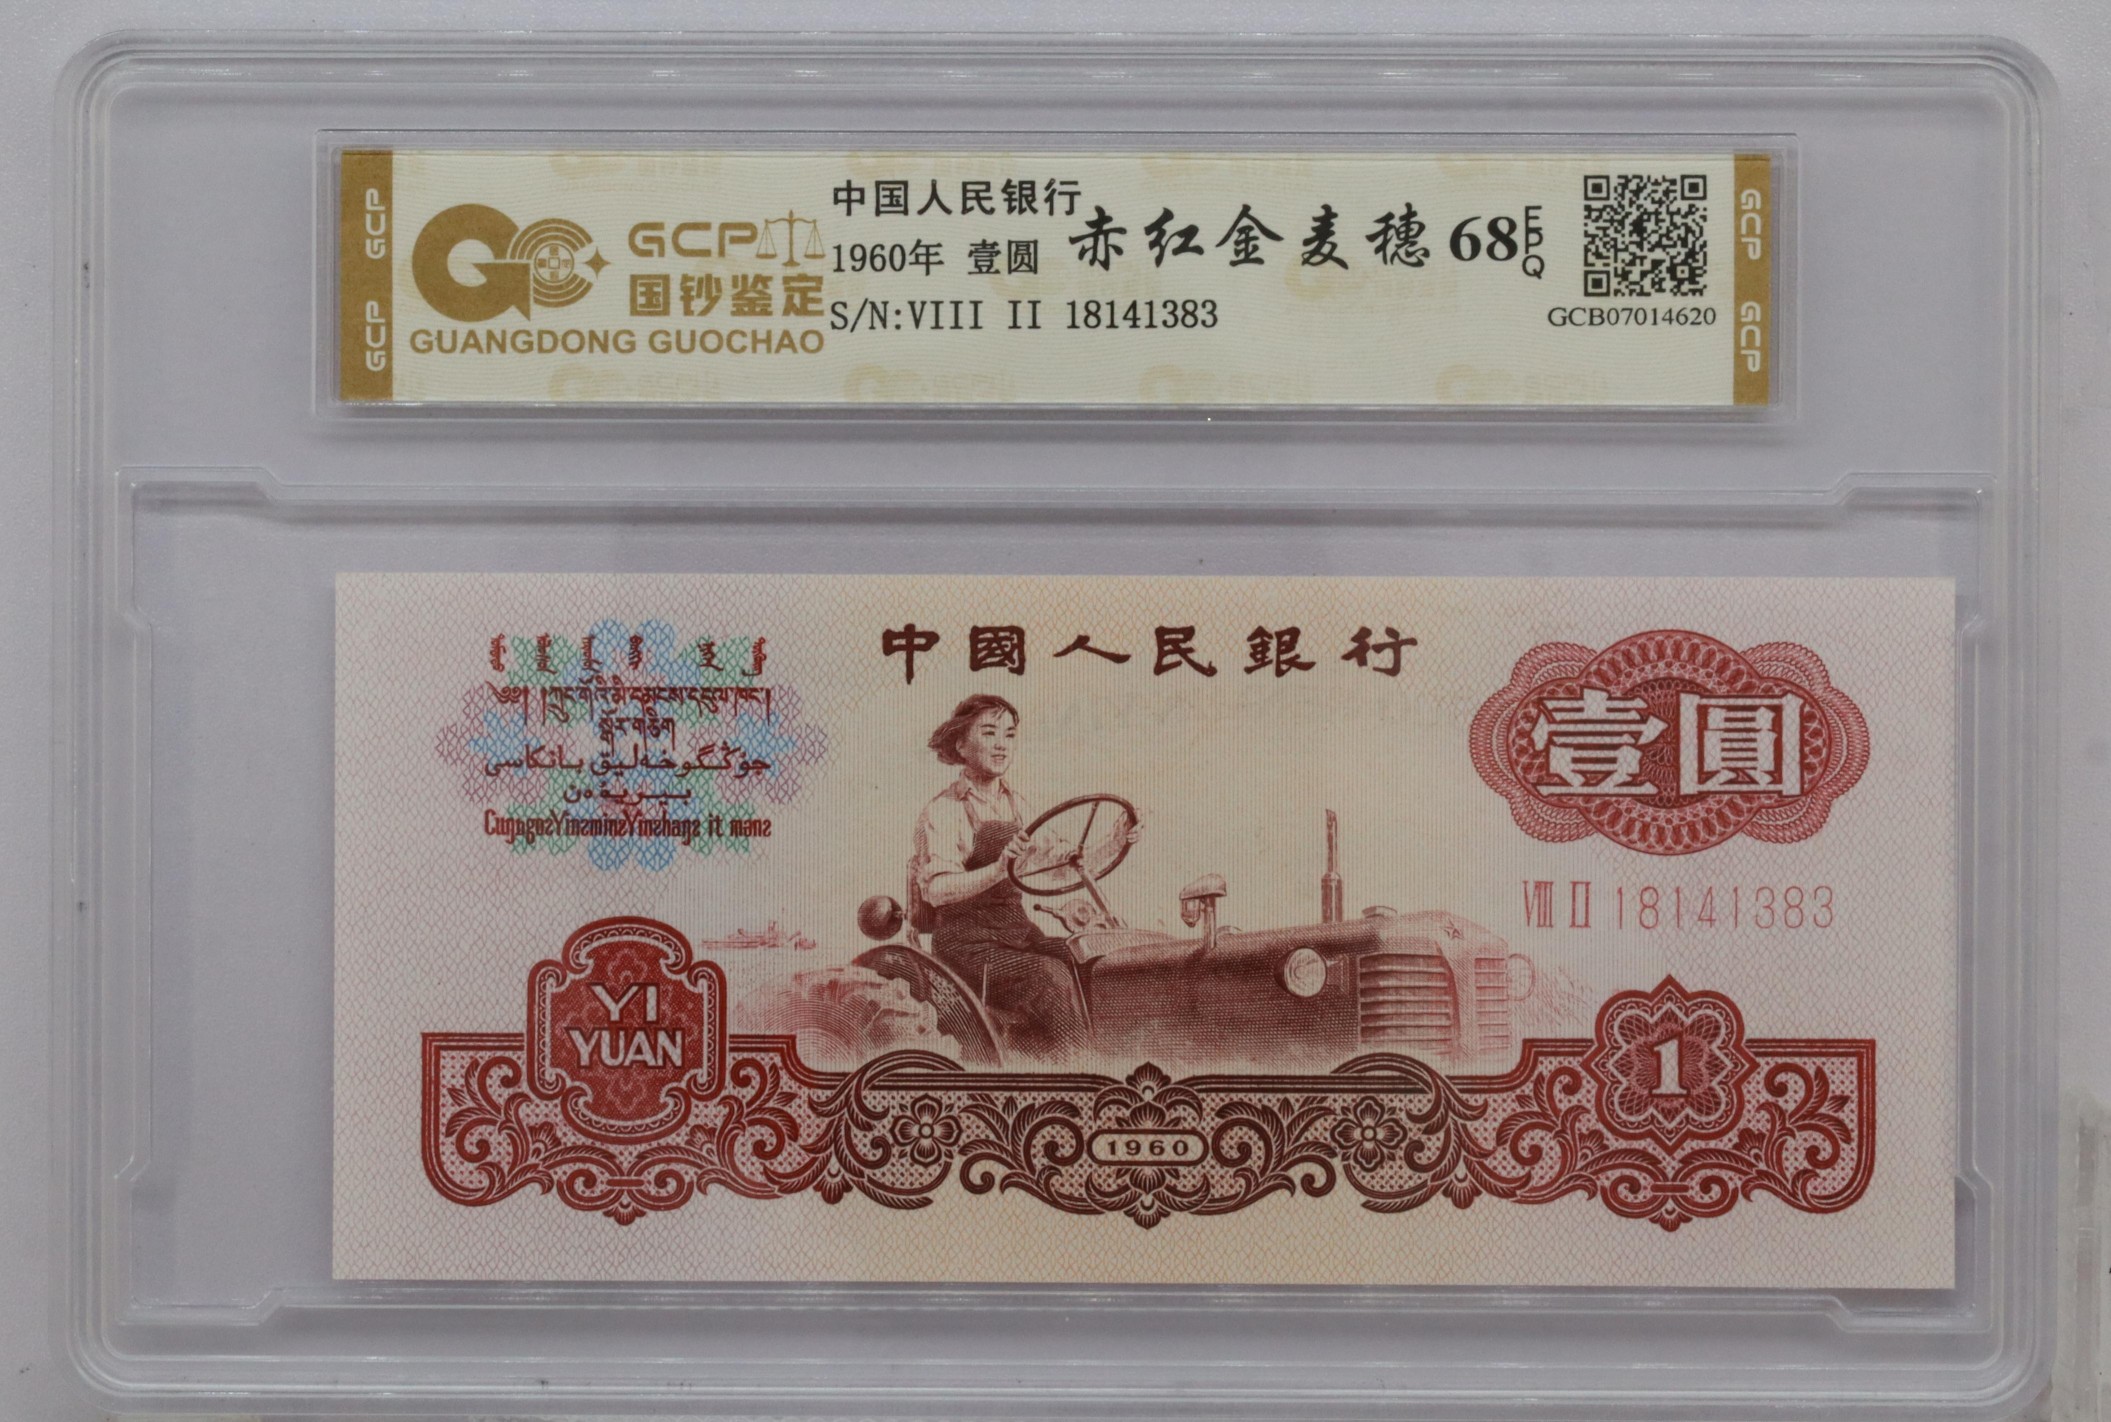 GCP
GCP
GCP
国钞鉴定
GUANGDONG GUOCHAO
中国人民银行
1960年 壹圆
赤红金麦穗 68 EPQ
S/N:VIII II 18141383
GCB07014620
GCP
GCP
中國人民銀行
壹圓
VIII II 18141383
YI
YUAN
1
1960